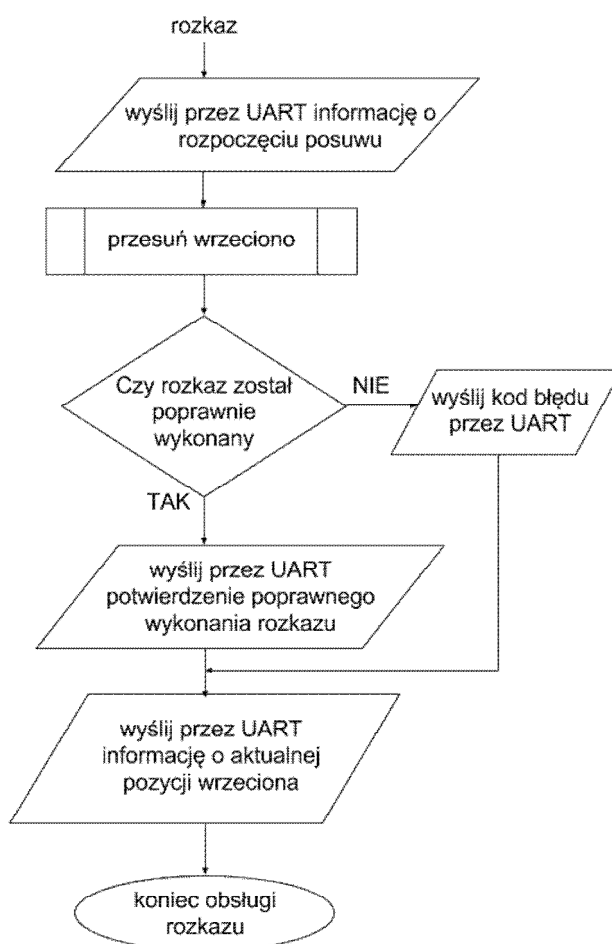 rozkaz
wyślij przez UART informację o
rozpoczęciu posuwu
przesuń wrzeciono
Czy rozkaz został
poprawnie
wykonany
NIE
wyślij kod błędu
przez UART
TAK
wyślij przez UART
potwierdzenie poprawnego
wykonania rozkazu
wyślij przez UART
informację o aktualnej
pozycji wrzeciona
koniec obsługi
rozkazu